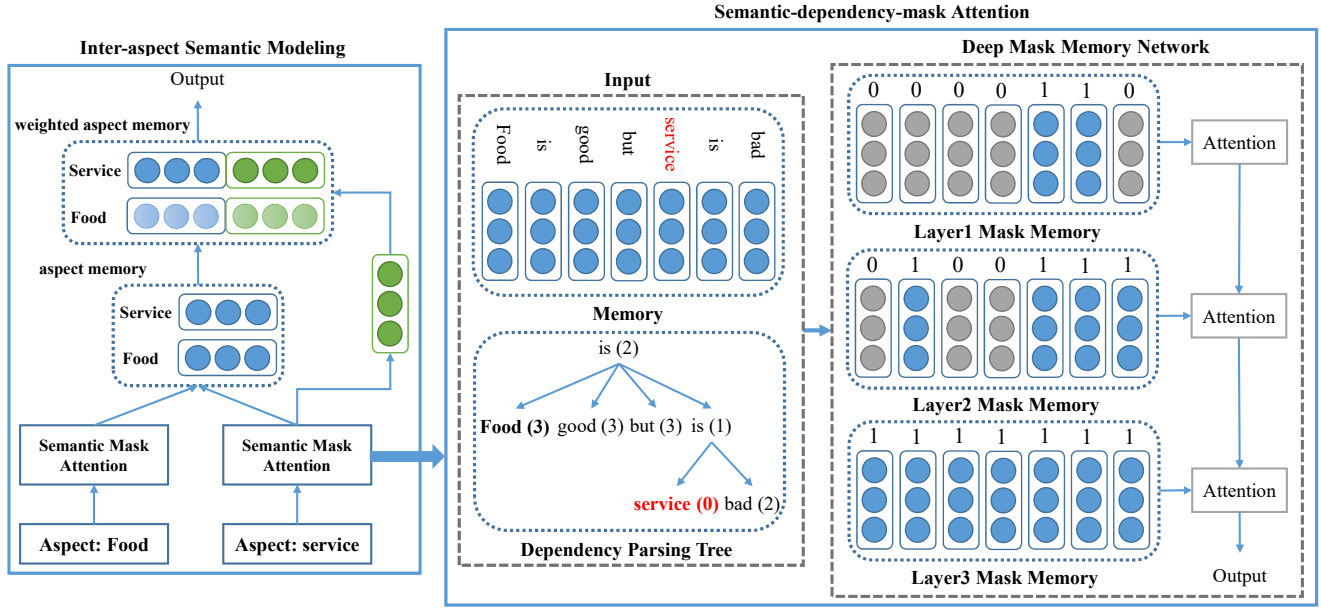 Semantic-dependency-mask Attention
Inter-aspect Semantic Modeling
Output
weighted aspect memory
Service
Food
aspect memory
Service
Food
Semantic Mask
Attention
Semantic Mask
Attention
Aspect: Food
Aspect: service
Input
Food is good but service is bad
Memory
is (2)
Food (3) good (3) but (3) is (1)
service (0) bad (2)
Dependency Parsing Tree
Deep Mask Memory Network
0 0 0 0 1 1 0
Attention
Layer1 Mask Memory
0 1 0 0 1 1 1
Attention
Layer2 Mask Memory
1 1 1 1 1 1 1
Attention
Layer3 Mask Memory
Output